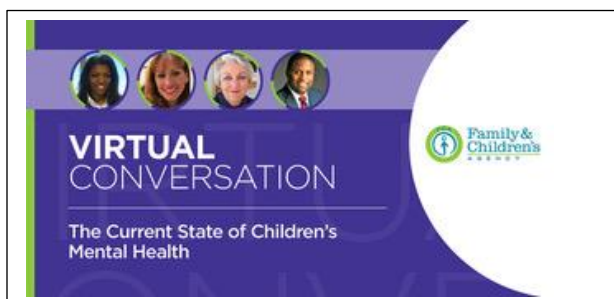 VIRTUAL
CONVERSATION
The Current State of Children's
Mental Health
Family &
Children's
AGENCY